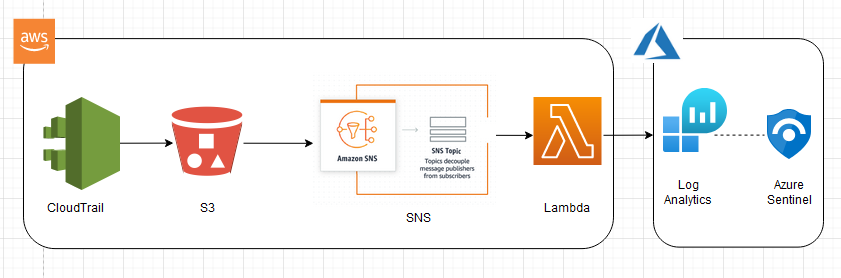 aws
Amazon SNS
SNS Topic
Topics decouple
message publishers
from subscribers
CloudTrail
S3
SNS
Lambda
Log
Analytics
Azure
Sentinel